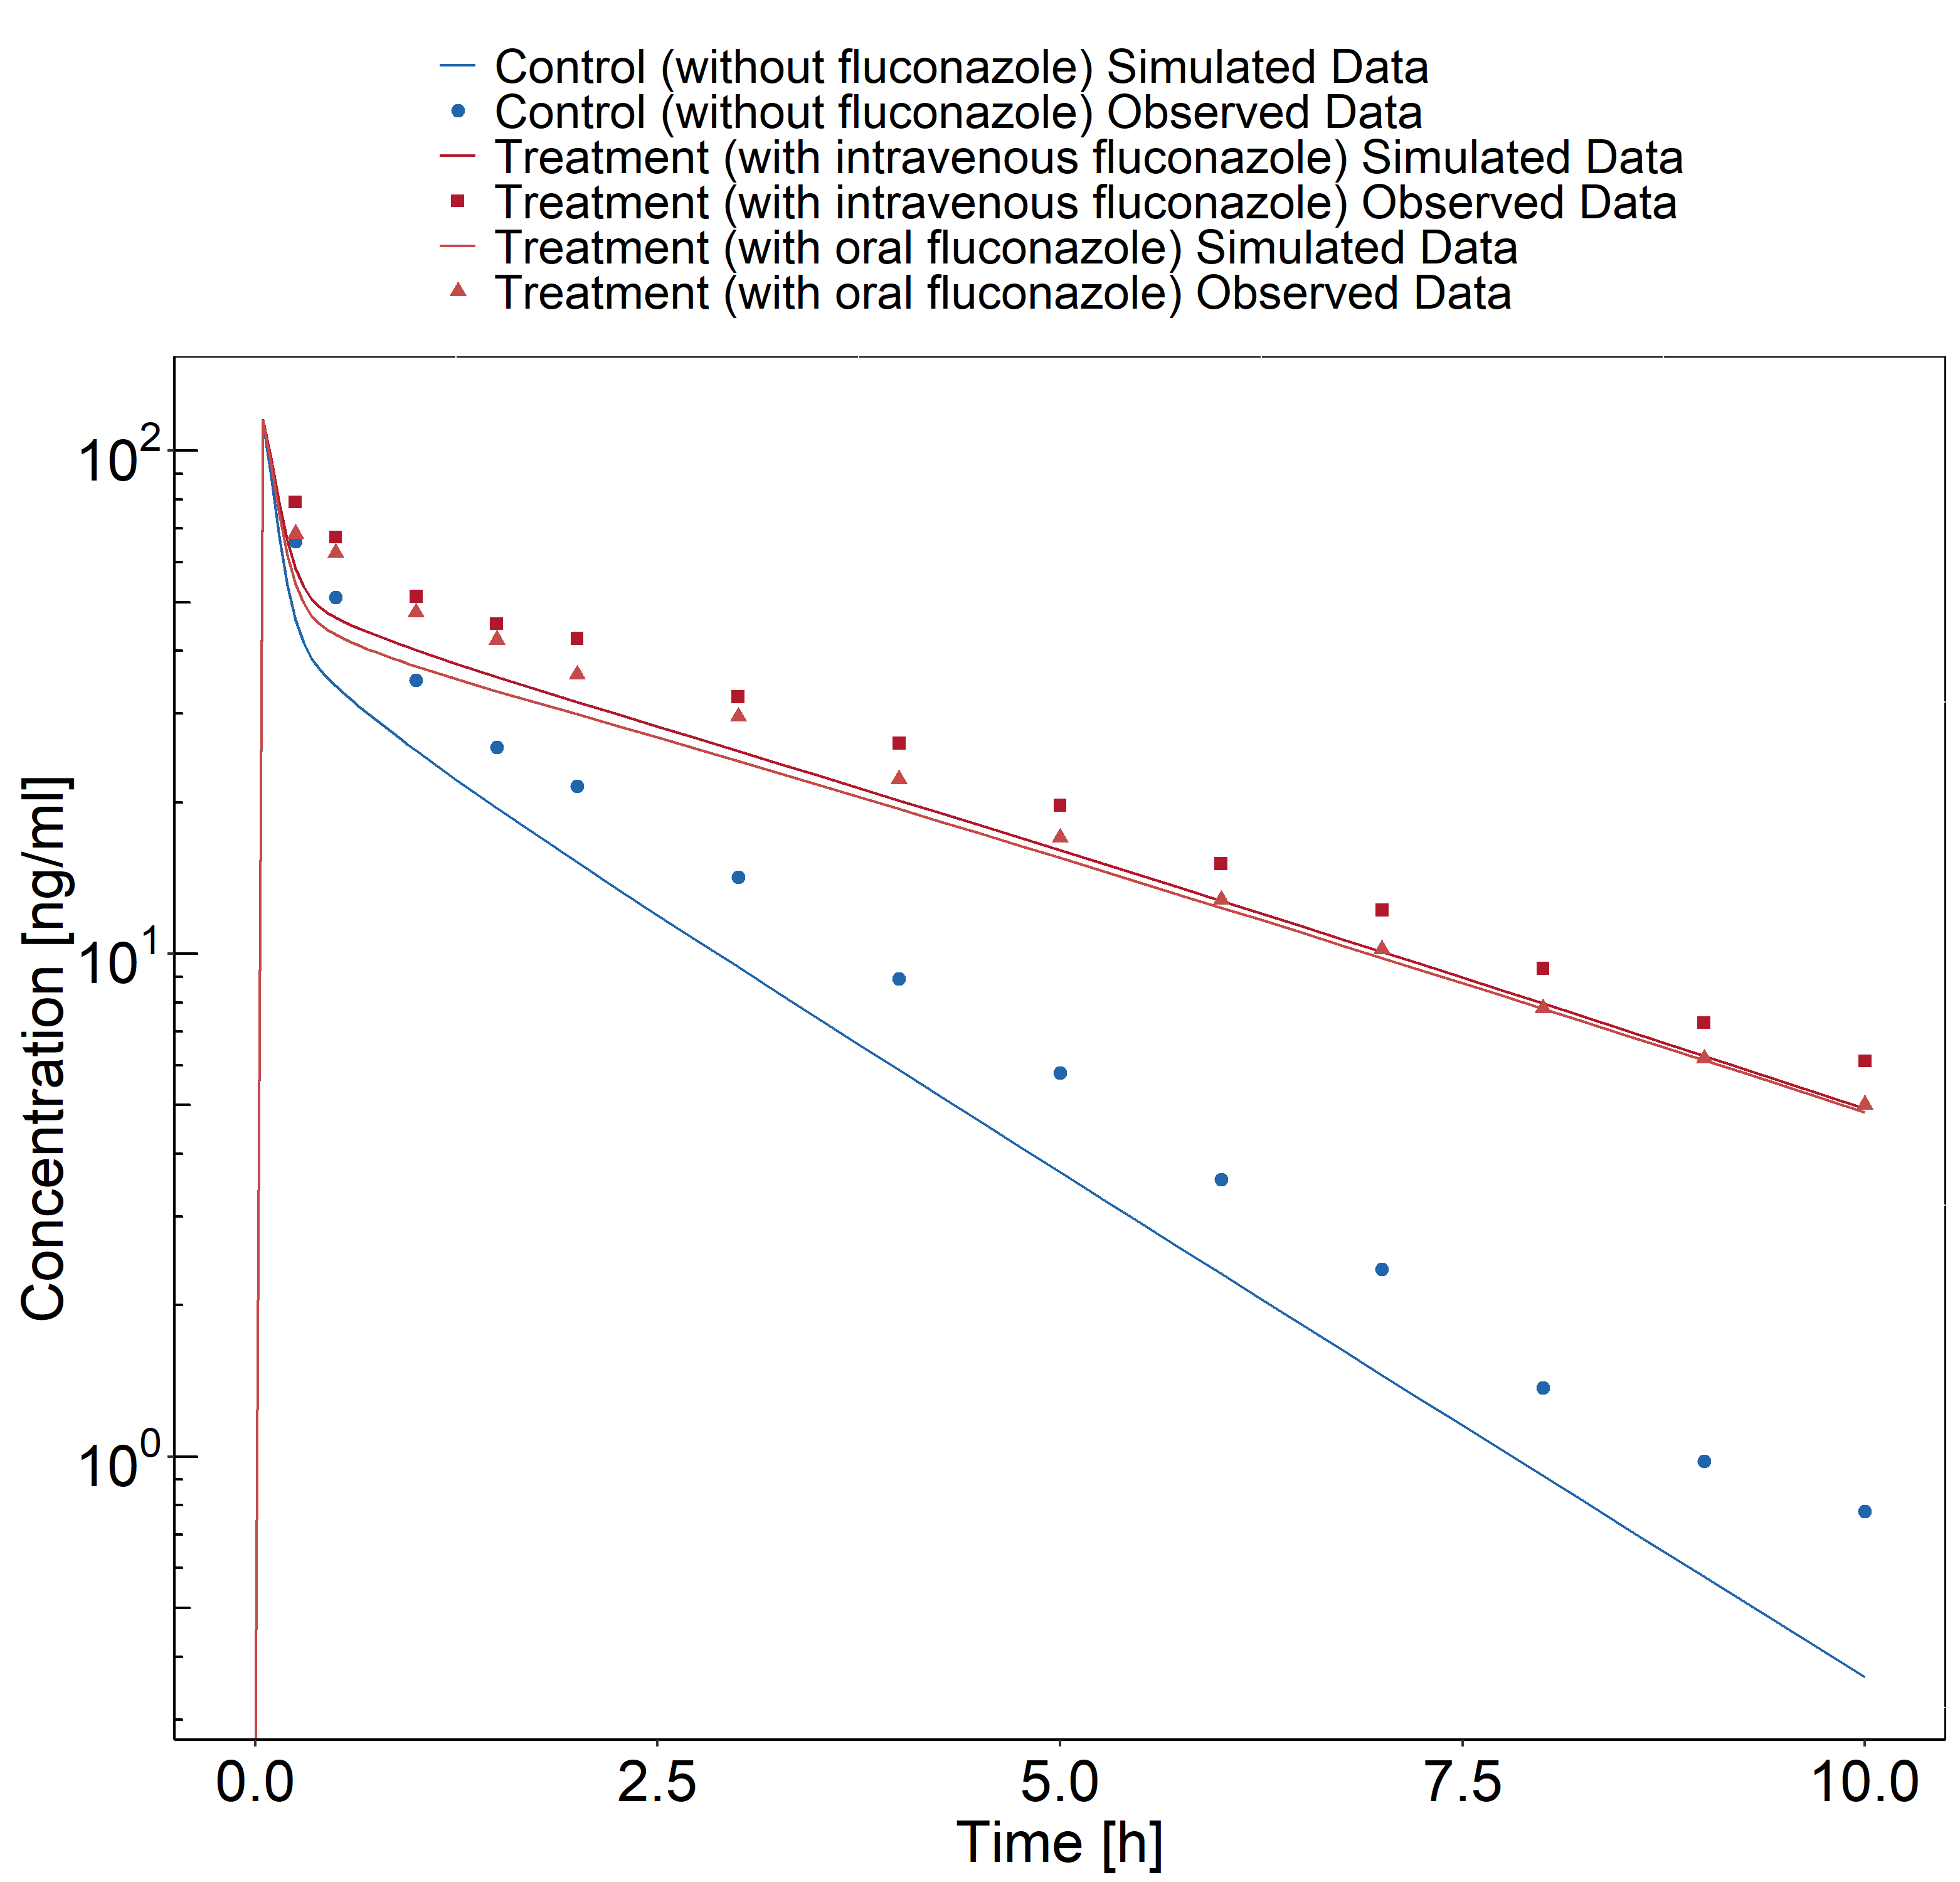 Control (without fluconazole) Simulated Data
Control (without fluconazole) Observed Data
Treatment (with intravenous fluconazole) Simulated Data
Treatment (with intravenous fluconazole) Observed Data
Treatment (with oral fluconazole) Simulated Data
Treatment (with oral fluconazole) Observed Data
Concentration [ng/ml]
10²
10¹
10⁰
0.0 2.5 5.0 7.5 10.0
Time [h]